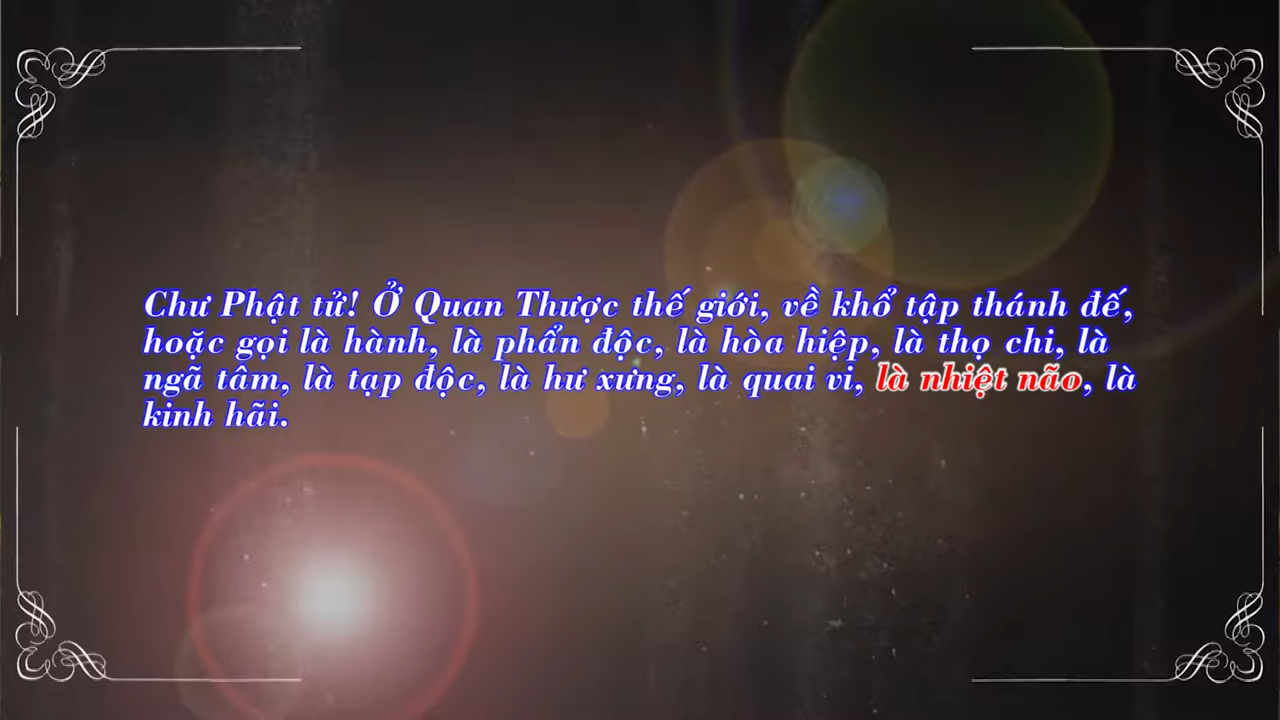 Chư Phật tử! Ở Quan Thược thế giới, về khổ tập thánh đế,
hoặc gọi là hành, là phẩn độc, là hòa hiệp, là thọ chi, là
ngã tâm, là tạp độc, là hư xưng, là quai vi, là nhiệt não, là
kinh hãi.